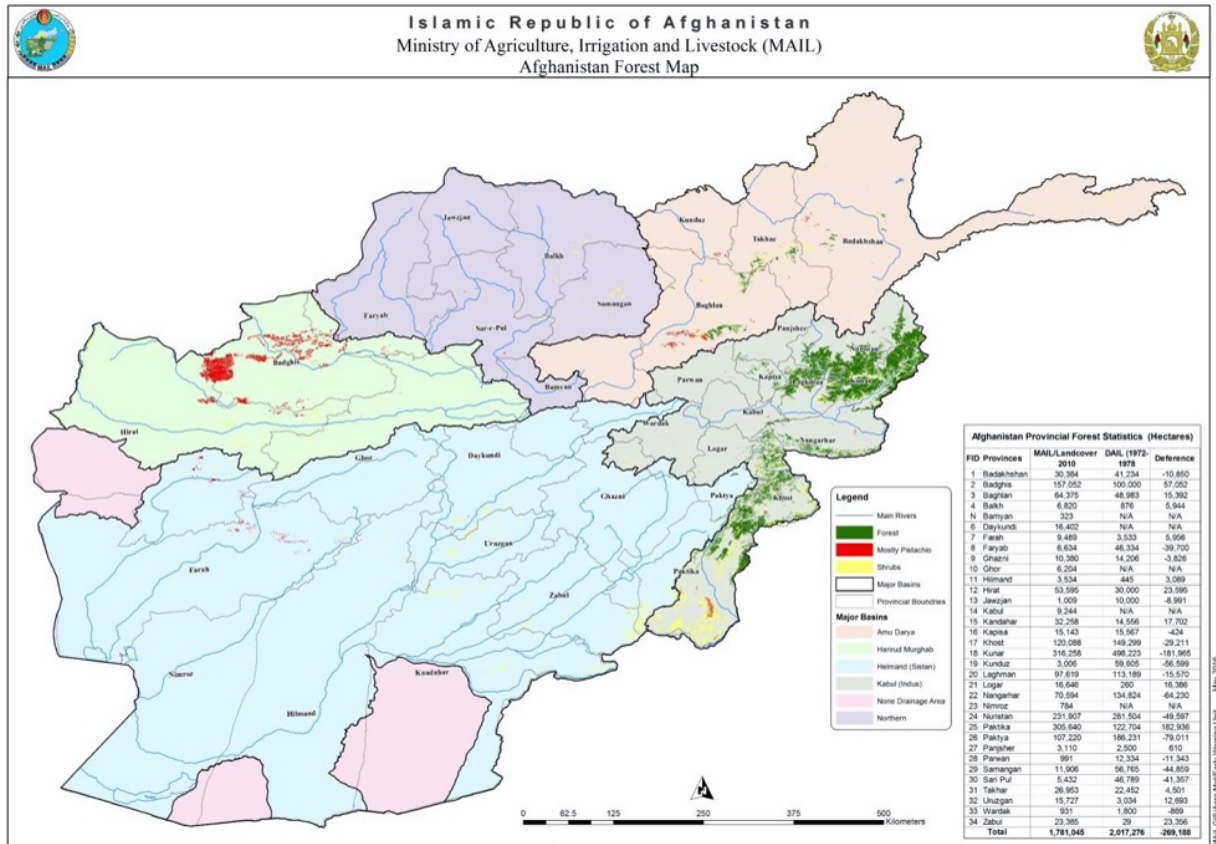 Islamic Republic of Afghanistan
Ministry of Agriculture, Irrigation and Livestock (MAIL)
Afghanistan Forest Map
MAIL
Jawzjan
Kunduz
Takhar
Badakhshan
Balkh
Samangan
Baghlan
Faryab
Sar-e-Pul
Badghis
Bamyan
Panjsher
Nuristan
Kapisa
Laghman
Kunar
Parwan
Kabul
Hirat
Wardak
Nangarhar
Logar
Ghor
Daykundi
Khost
Ghazni
Paktya
Uruzgan
Farah
Paktika
Zabul
Nimroz
Kandahar
Hilmand
Legend
Main Rivers
Forest
Mostly Pistachio
Shrubs
Major Basins
Provincial Boundries
Major Basins
Amu Darya
Harirud Murghab
Helmand (Sistan)
Kabul (Indus)
None Drainage Area
Northern
0 62.5 125 250 375 500
Kilometers
Afghanistan Provincial Forest Statistics (Hectares)
FID Provinces MAIL/Landcover 2010 DAIL (1972-1978 Deference
1 Badakhshan 30,384 41,234 -10,850
2 Badghis 157,052 100,000 57,052
3 Baghlan 64,375 48,983 15,392
4 Balkh 6,820 876 5,944
N Bamyan 323 N/A N/A
6 Daykundi 16,402 N/A N/A
7 Farah 9,489 3,533 5,956
8 Faryab 6,634 46,334 -39,700
9 Ghazni 10,380 14,206 -3,826
10 Ghor 6,204 N/A N/A
11 Hilmand 3,534 445 3,089
12 Hirat 53,595 30,000 23,595
13 Jawzjan 1,009 10,000 -8,991
14 Kabul 9,244 N/A N/A
15 Kandahar 32,258 14,556 17,702
16 Kapisa 15,143 15,567 -424
17 Khost 120,088 149,299 -29,211
18 Kunar 316,258 498,223 -181,965
19 Kunduz 3,006 59,605 -56,599
20 Laghman 97,619 113,189 -15,570
21 Logar 16,646 260 16,386
22 Nangarhar 70,594 134,824 -64,230
23 Nimroz 784 N/A N/A
24 Nuristan 231,907 281,504 -49,597
25 Paktika 305,640 122,704 182,936
26 Paktya 107,220 186,231 -79,011
27 Panjsher 3,110 2,500 610
28 Parwan 991 12,334 -11,343
29 Samangan 11,906 56,765 -44,859
30 Sari Pul 5,432 46,789 -41,357
31 Takhar 26,953 22,452 4,501
32 Uruzgan 15,727 3,034 12,693
33 Wardak 931 1,800 -869
34 Zabul 23,385 29 23,356
Total 1,781,045 2,017,276 -269,188